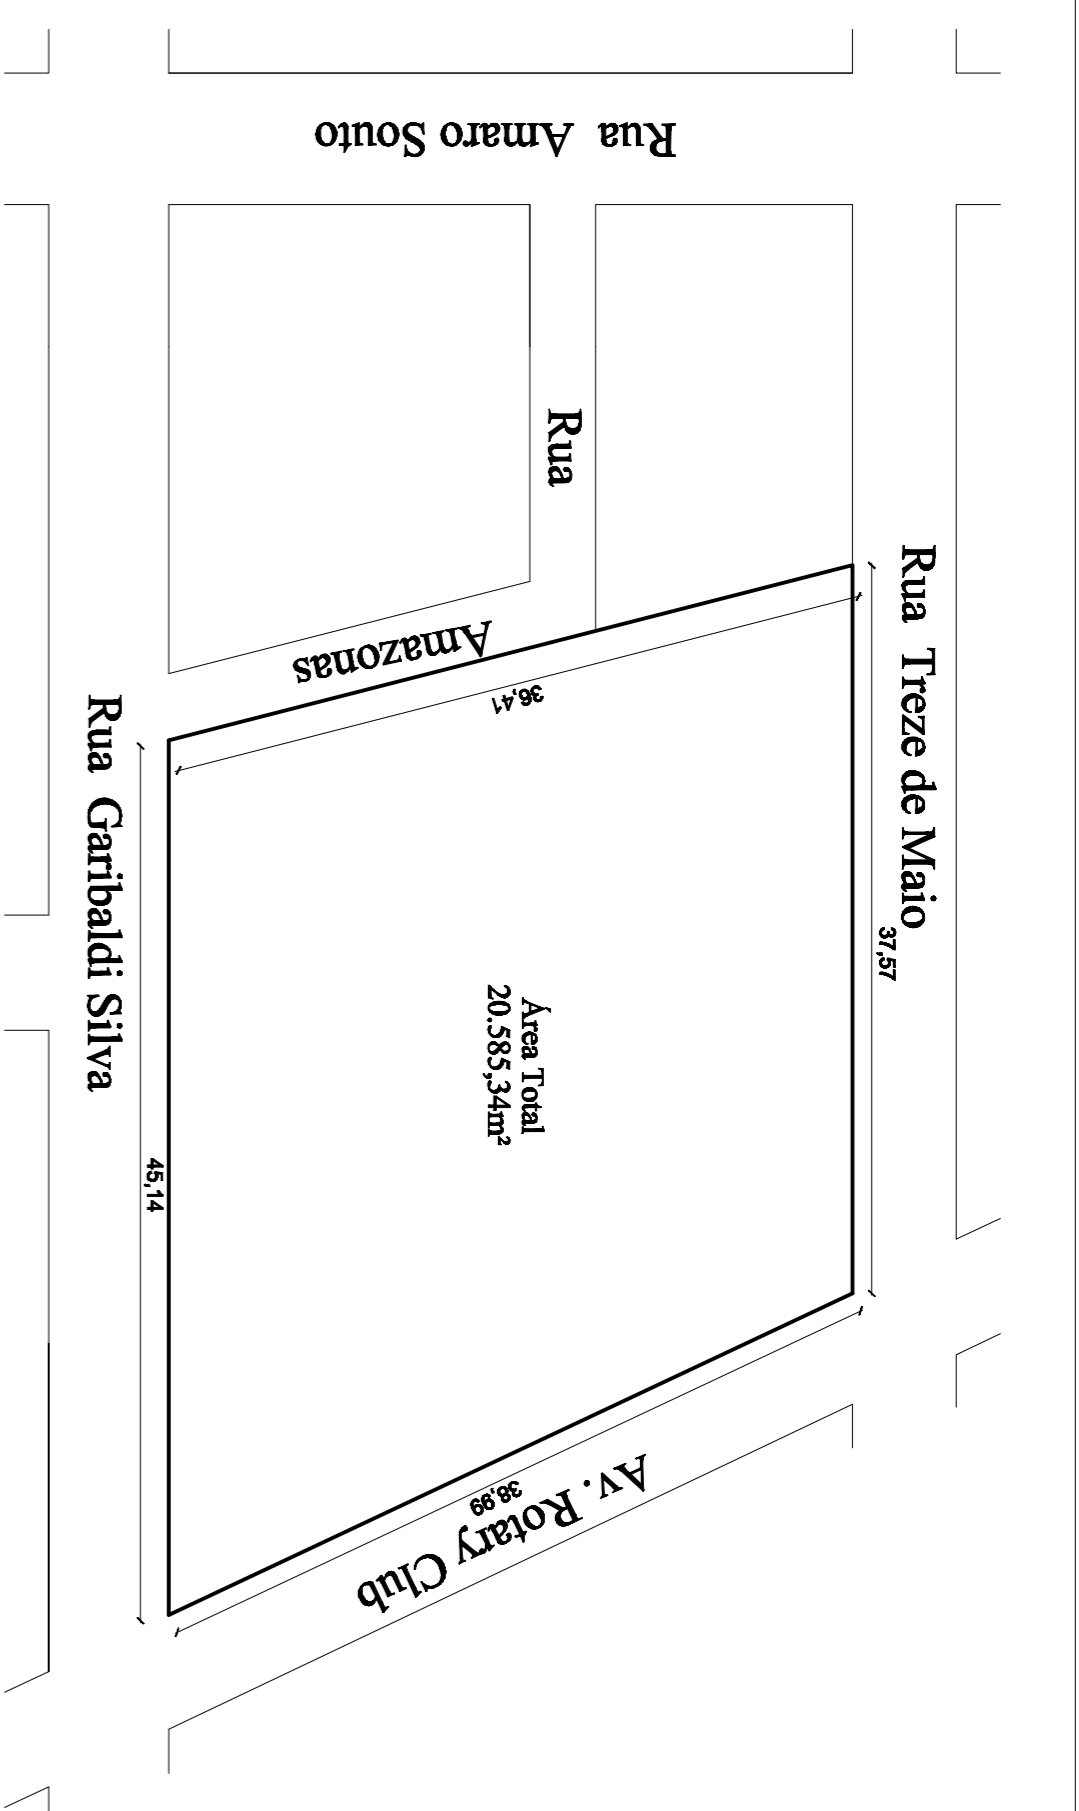 Rua  Amaro Souto
Rua
Amazonas
Rua  Treze de Maio
Rua  Garibaldi Silva
36,41
37,57
Área Total
20.585,34m²
45,14
38,99
Av. Rotary Club